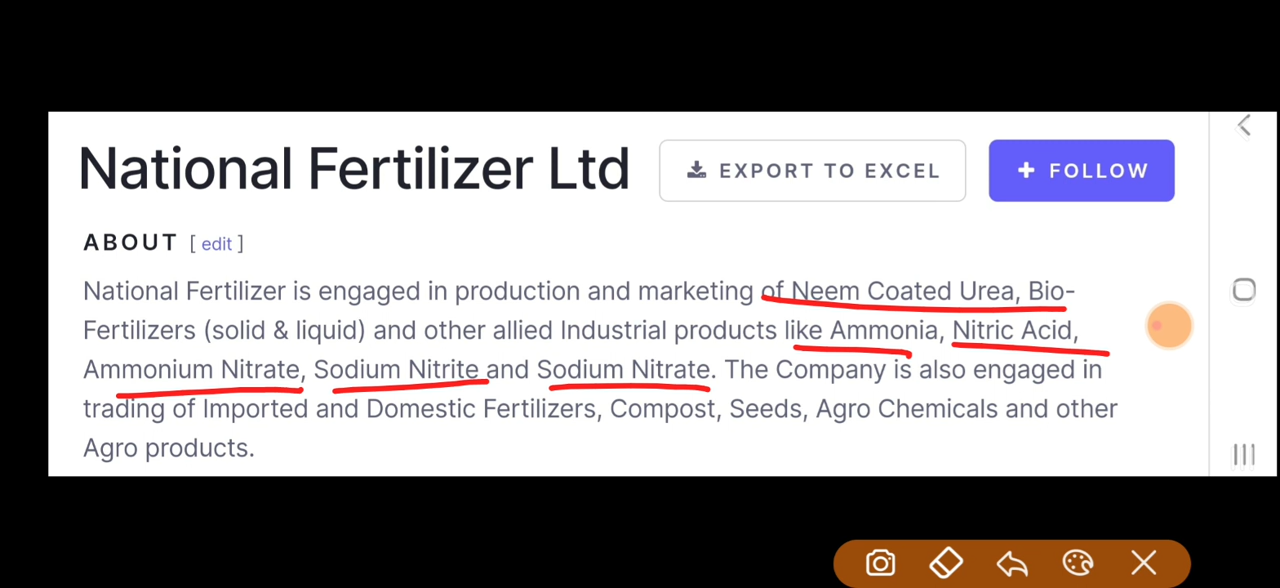 National Fertilizer Ltd
EXPORT TO EXCEL
FOLLOW
ABOUT [ edit ]
National Fertilizer is engaged in production and marketing of Neem Coated Urea, Bio-
Fertilizers (solid & liquid) and other allied Industrial products like Ammonia, Nitric Acid,
Ammonium Nitrate, Sodium Nitrite and Sodium Nitrate. The Company is also engaged in
trading of Imported and Domestic Fertilizers, Compost, Seeds, Agro Chemicals and other
Agro products.